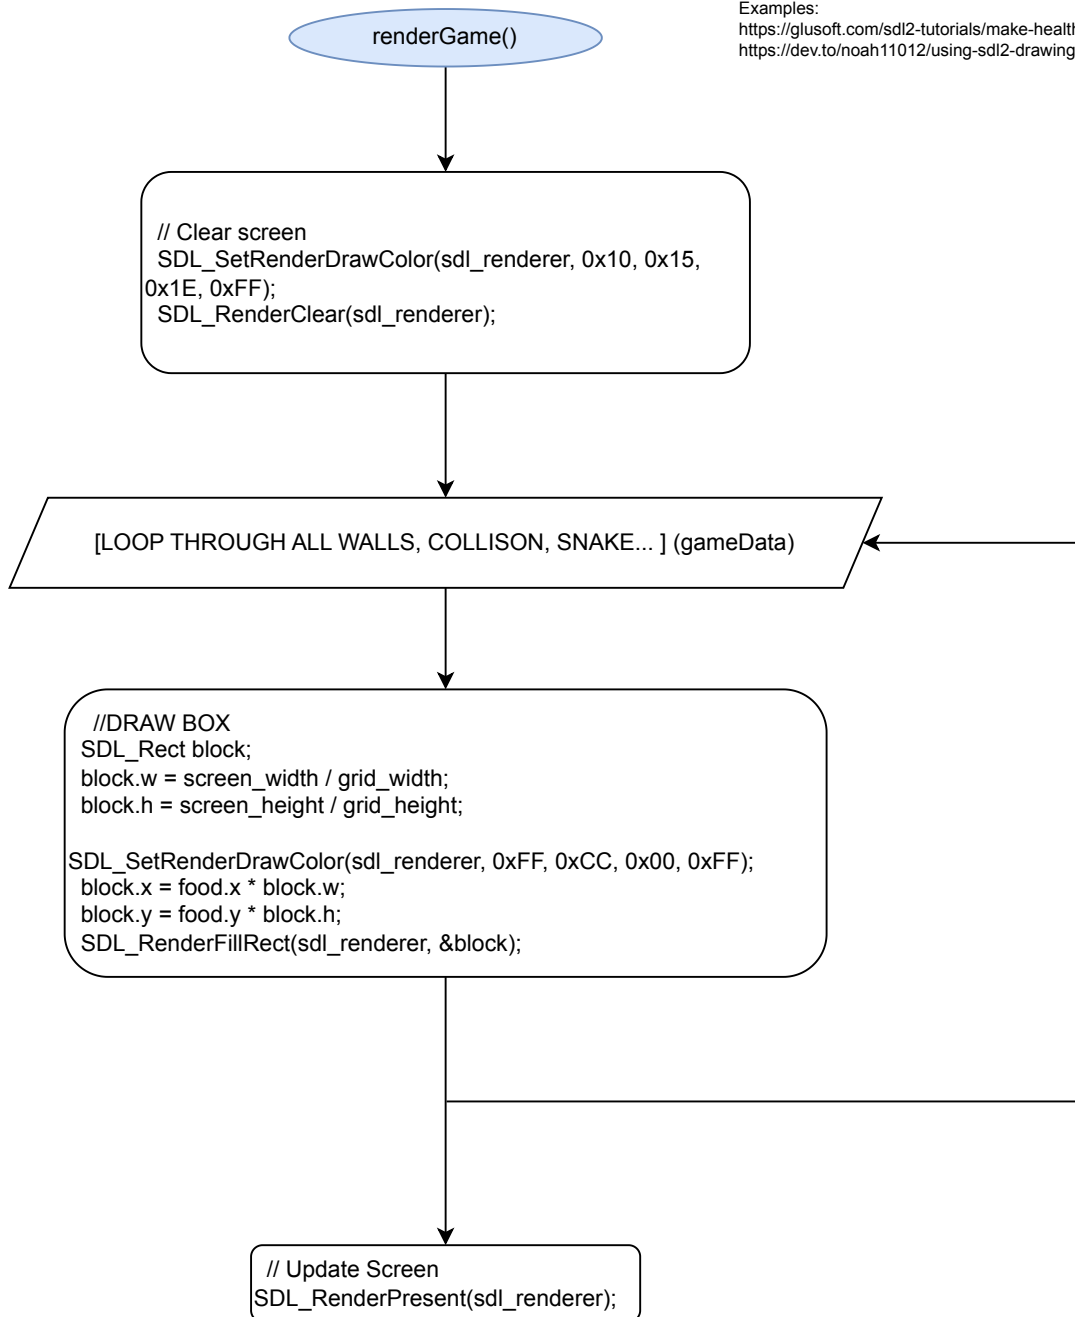 renderGame()
Examples:
https://glusoft.com/sdl2-tutorials/make-health
https://dev.to/noah11012/using-sdl2-drawing
// Clear screen
SDL_SetRenderDrawColor(sdl_renderer, 0x10, 0x15,
0x1E, 0xFF);
SDL_RenderClear(sdl_renderer);
[LOOP THROUGH ALL WALLS, COLLISON, SNAKE... ] (gameData)
//DRAW BOX
SDL_Rect block;
block.w = screen_width / grid_width;
block.h = screen_height / grid_height;
SDL_SetRenderDrawColor(sdl_renderer, 0xFF, 0xCC, 0x00, 0xFF);
block.x = food.x * block.w;
block.y = food.y * block.h;
SDL_RenderFillRect(sdl_renderer, &block);
// Update Screen
SDL_RenderPresent(sdl_renderer);